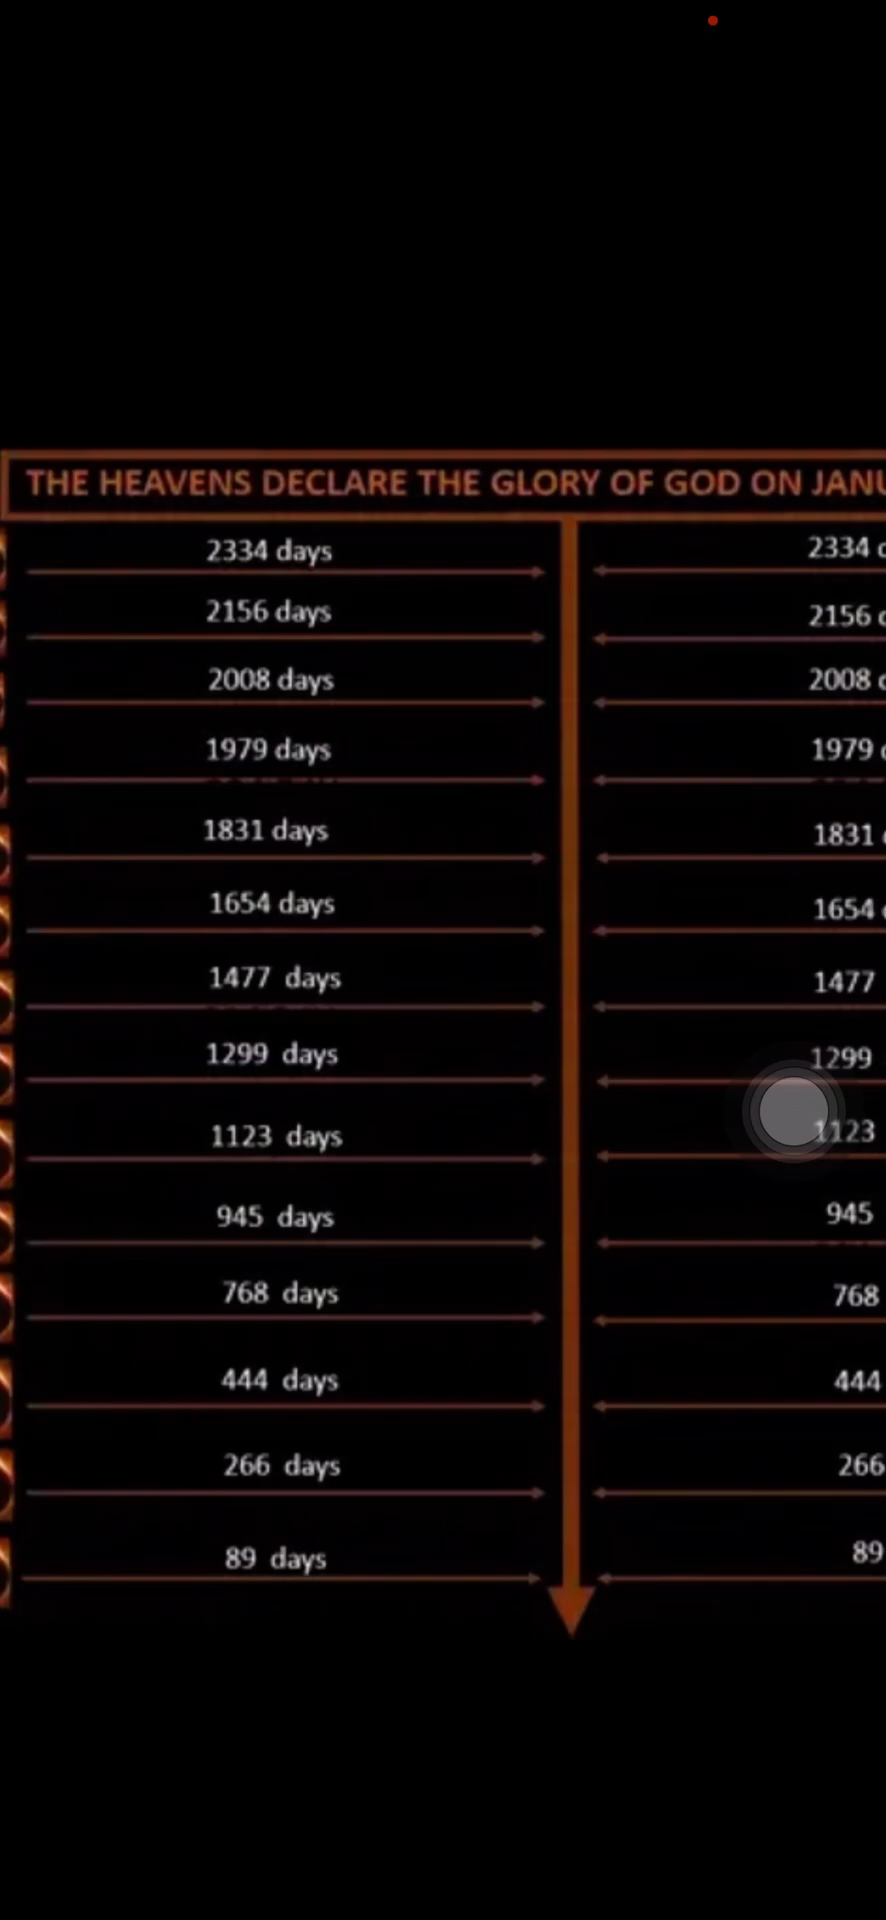 THE HEAVENS DECLARE THE GLORY OF GOD ON
2334 days 2334
2156 days 2156
2008 days 2008
1979 days 1979
1831 days 1831
1654 days 1654
1477 days 1477
1299 days 1299
1123 days 1123
945 days 945
768 days 768
444 days 444
266 days 266
89 days 89